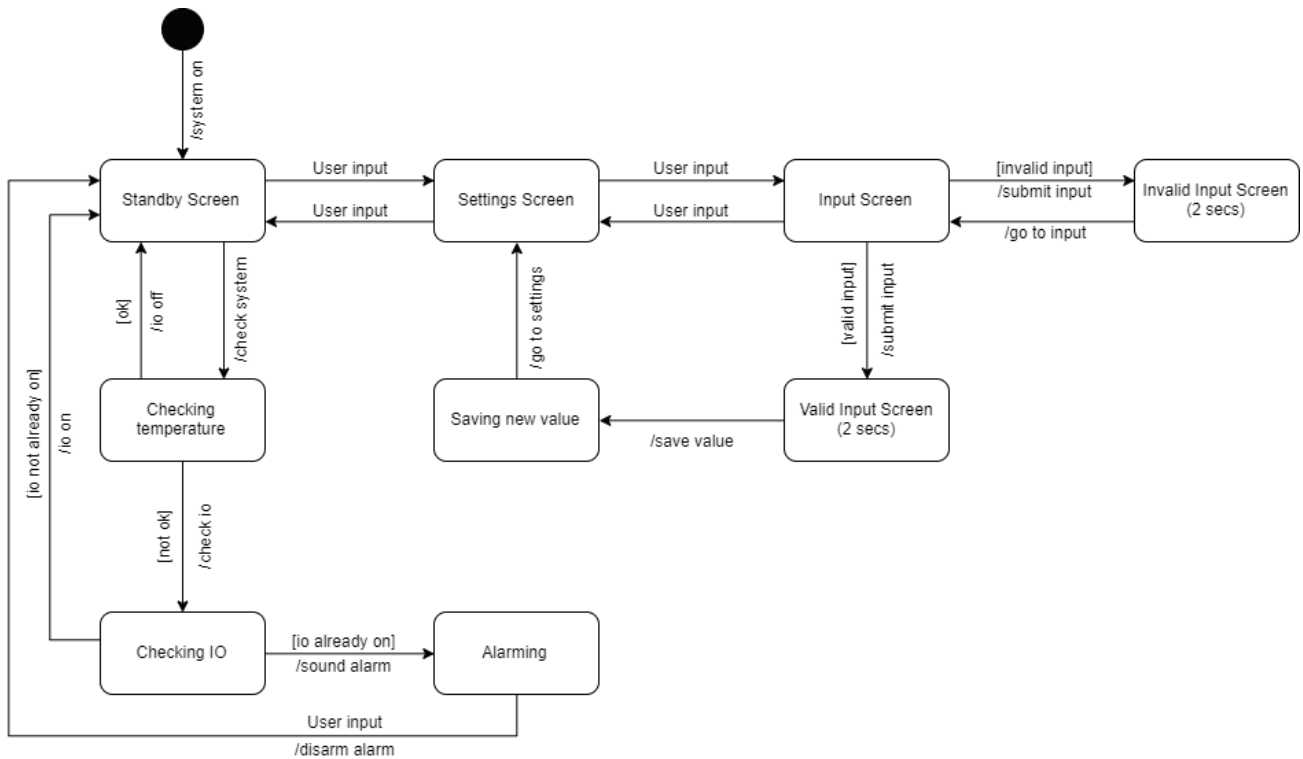 /system on
Standby Screen
User input
User input
Settings Screen
User input
User input
Input Screen
[invalid input]
/submit input
/go to input
Invalid Input Screen
(2 secs)
[ok]
/io off
/check system
/go to settings
[valid input]
/submit input
[io not already on]
/io on
Checking
temperature
Saving new value
/save value
Valid Input Screen
(2 secs)
[not ok]
/check io
Checking IO
[io already on]
/sound alarm
Alarming
User input
/disarm alarm